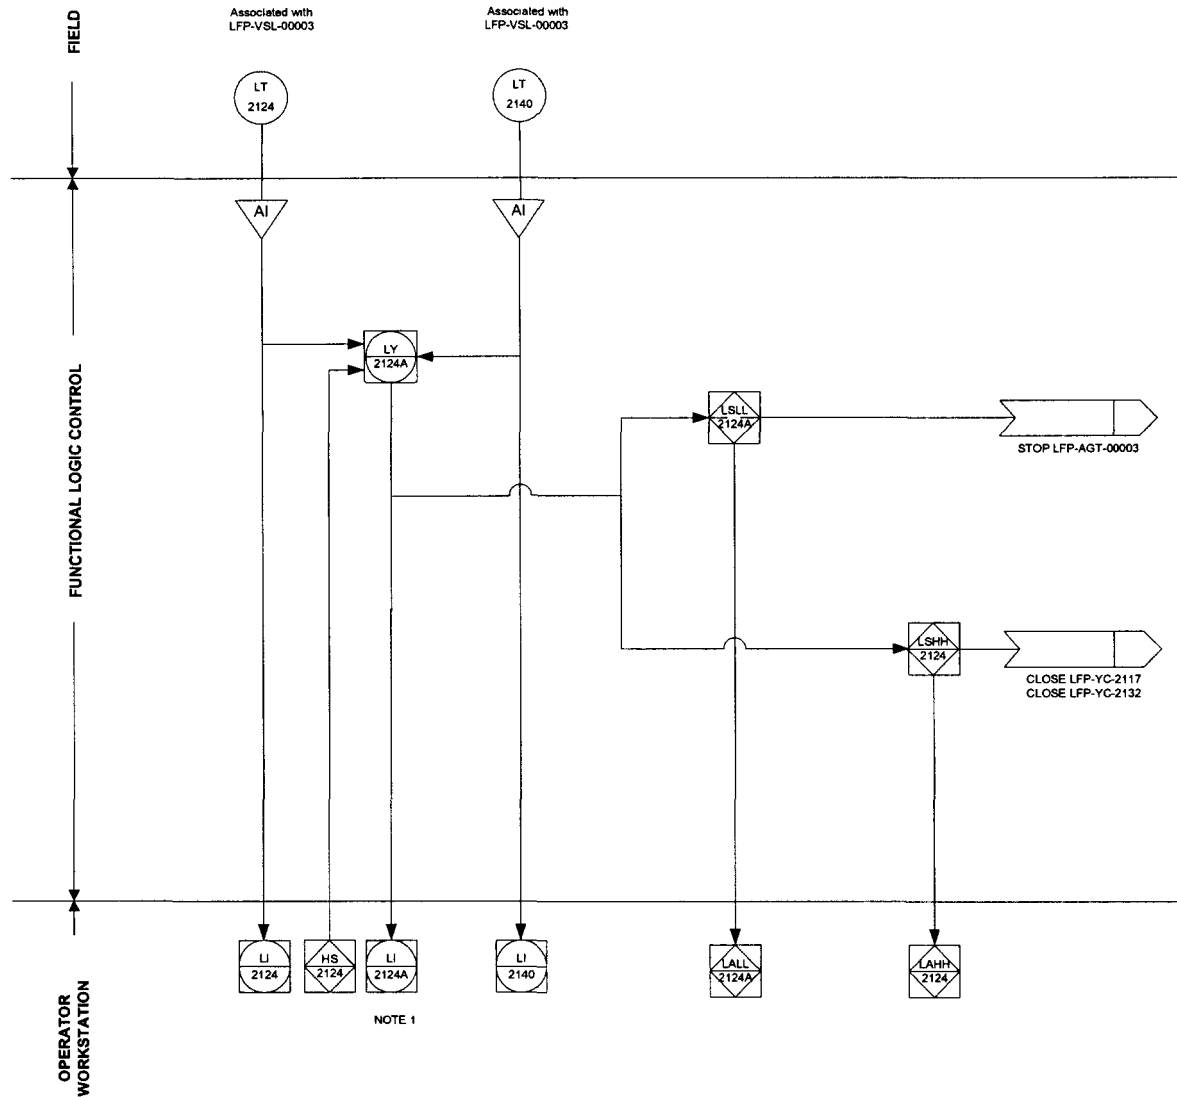 Associated with
LFP-VSL-00003
Associated with
LFP-VSL-00003
FIELD
LT
2124
LT
2140
AI
AI
FUNCTIONAL LOGIC CONTROL
LY
2124A
LSLL
2124A
STOP LFP-AGT-00003
LSHH
2124
CLOSE LFP-YC-2117
CLOSE LFP-YC-2132
OPERATOR
WORKSTATION
LI
2124
HS
2124
LI
2124A
LI
2140
LALL
2124A
LAHH
2124
NOTE 1